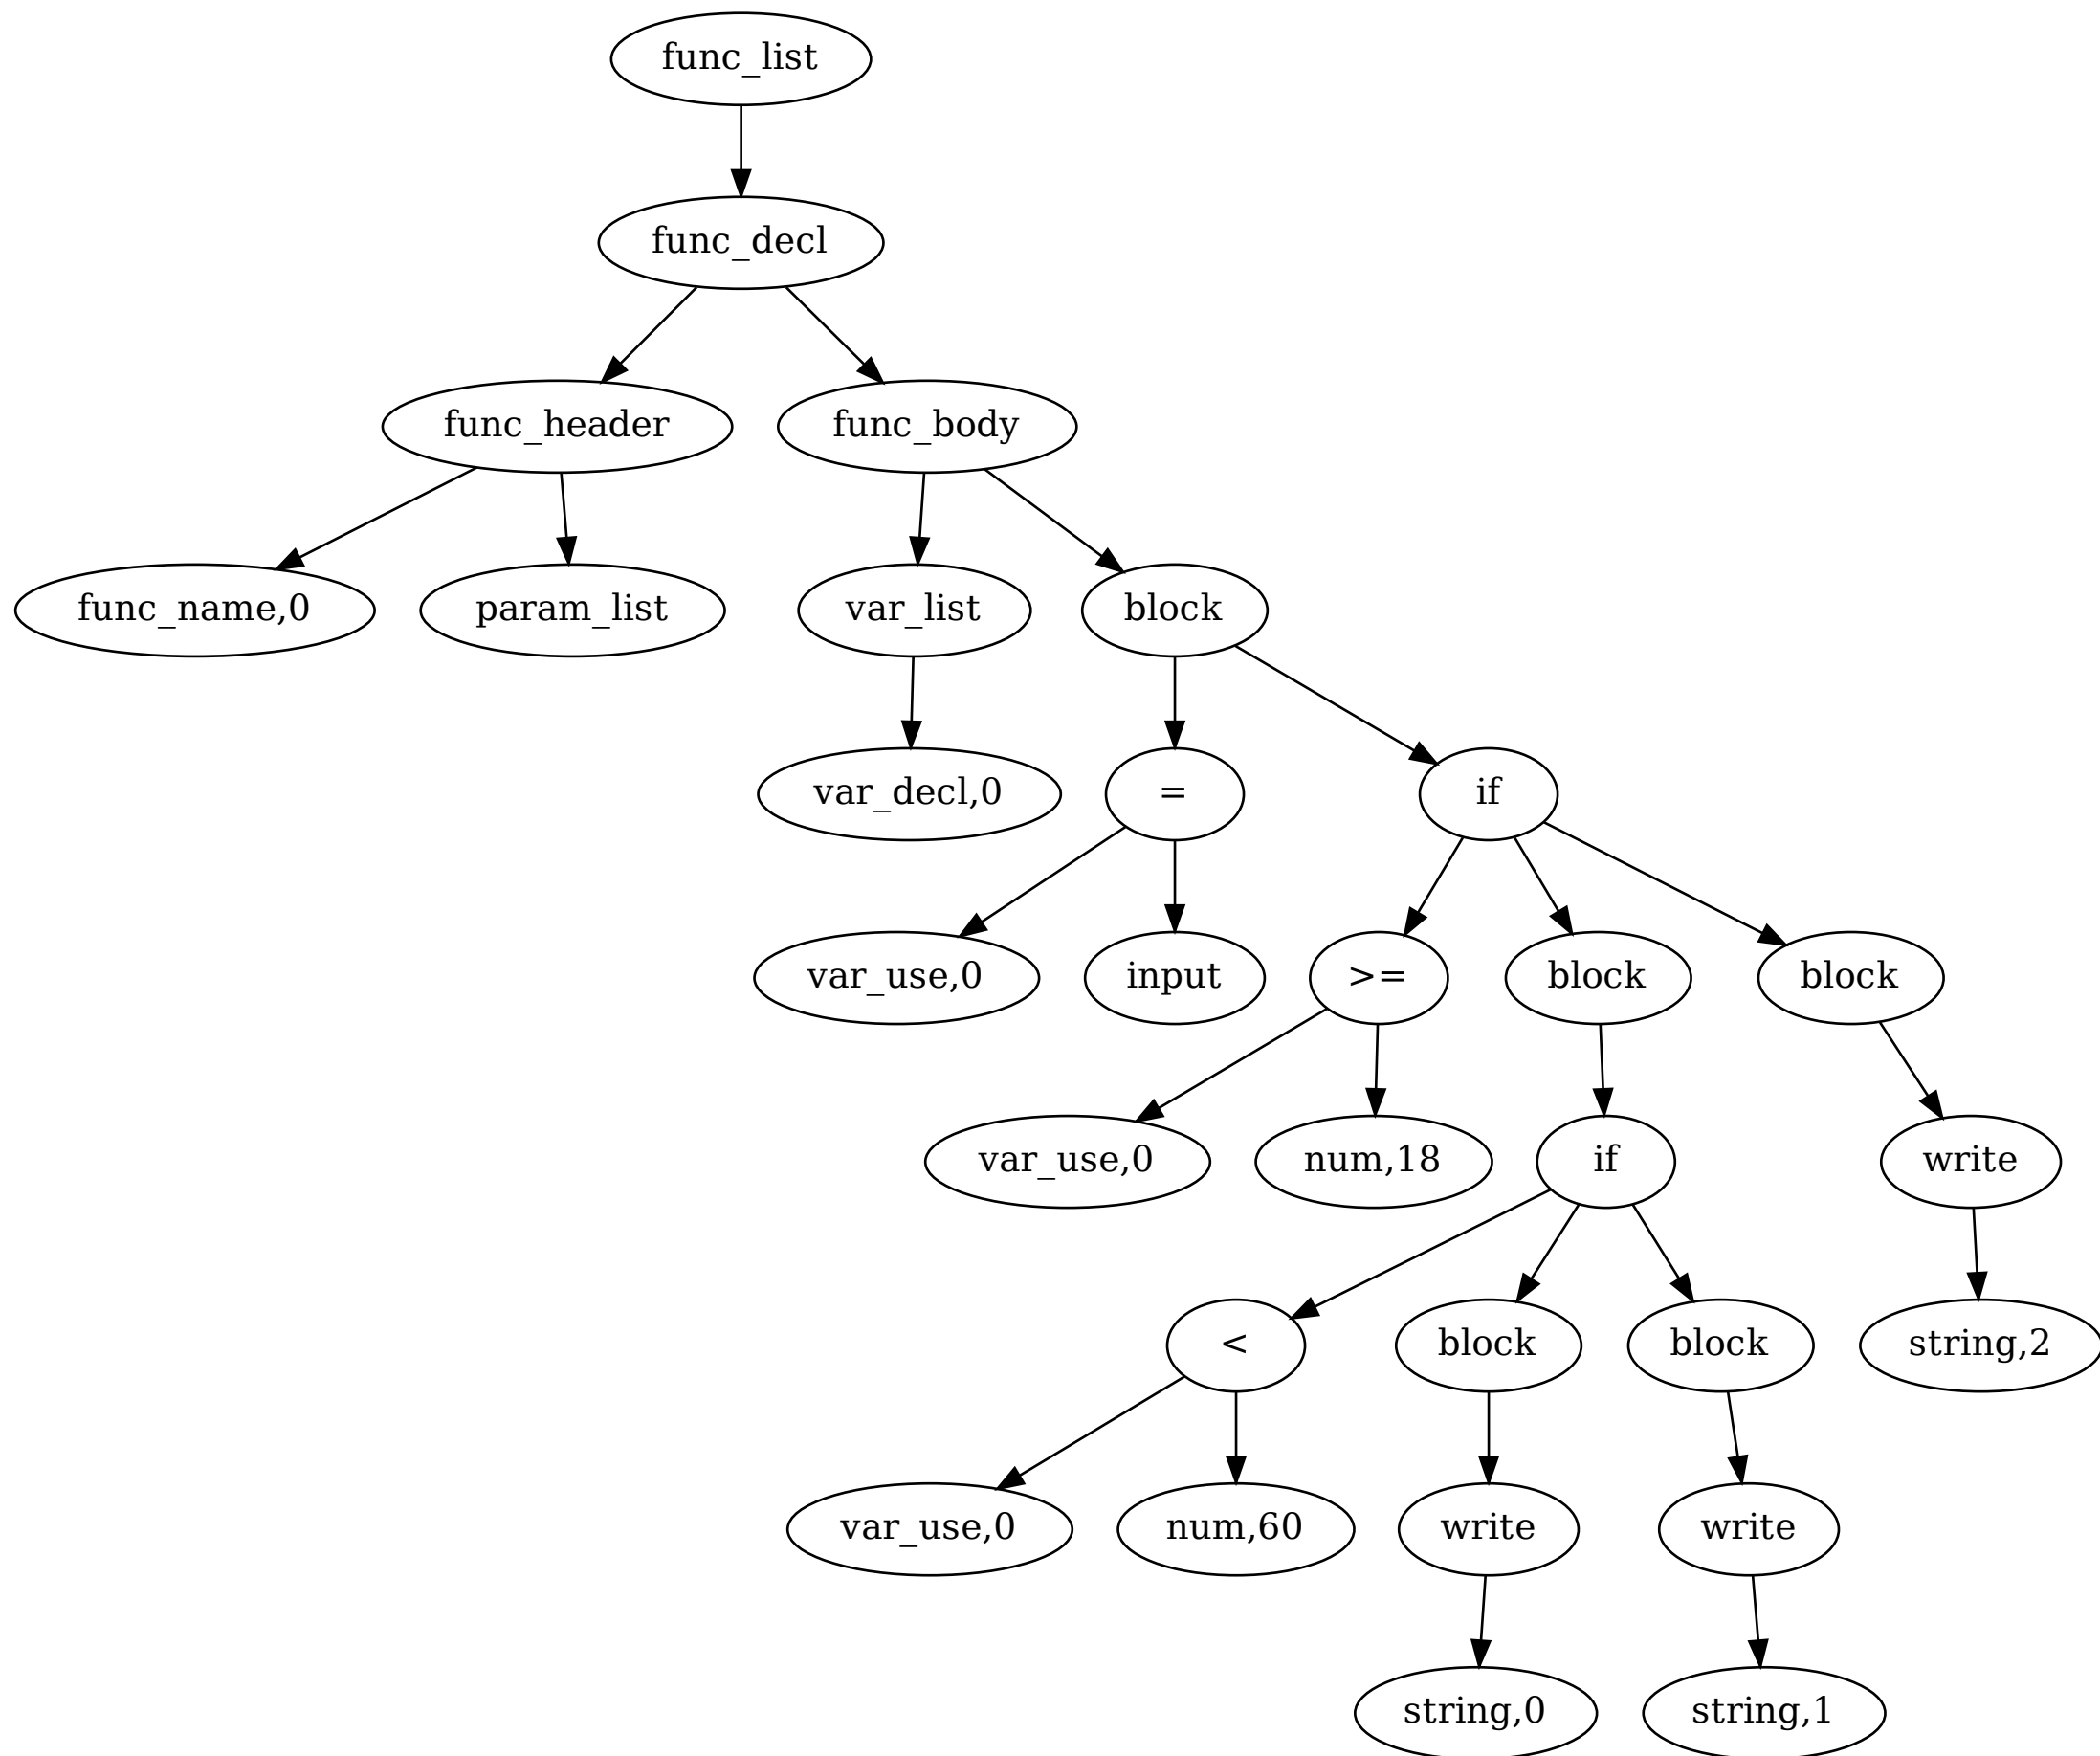 func_list
func_decl
func_header
func_body
func_name,0
param_list
var_list
block
var_decl,0
=
if
var_use,0
input
>=
block
block
var_use,0
num,18
if
write
<
block
block
string,2
var_use,0
num,60
write
write
string,0
string,1